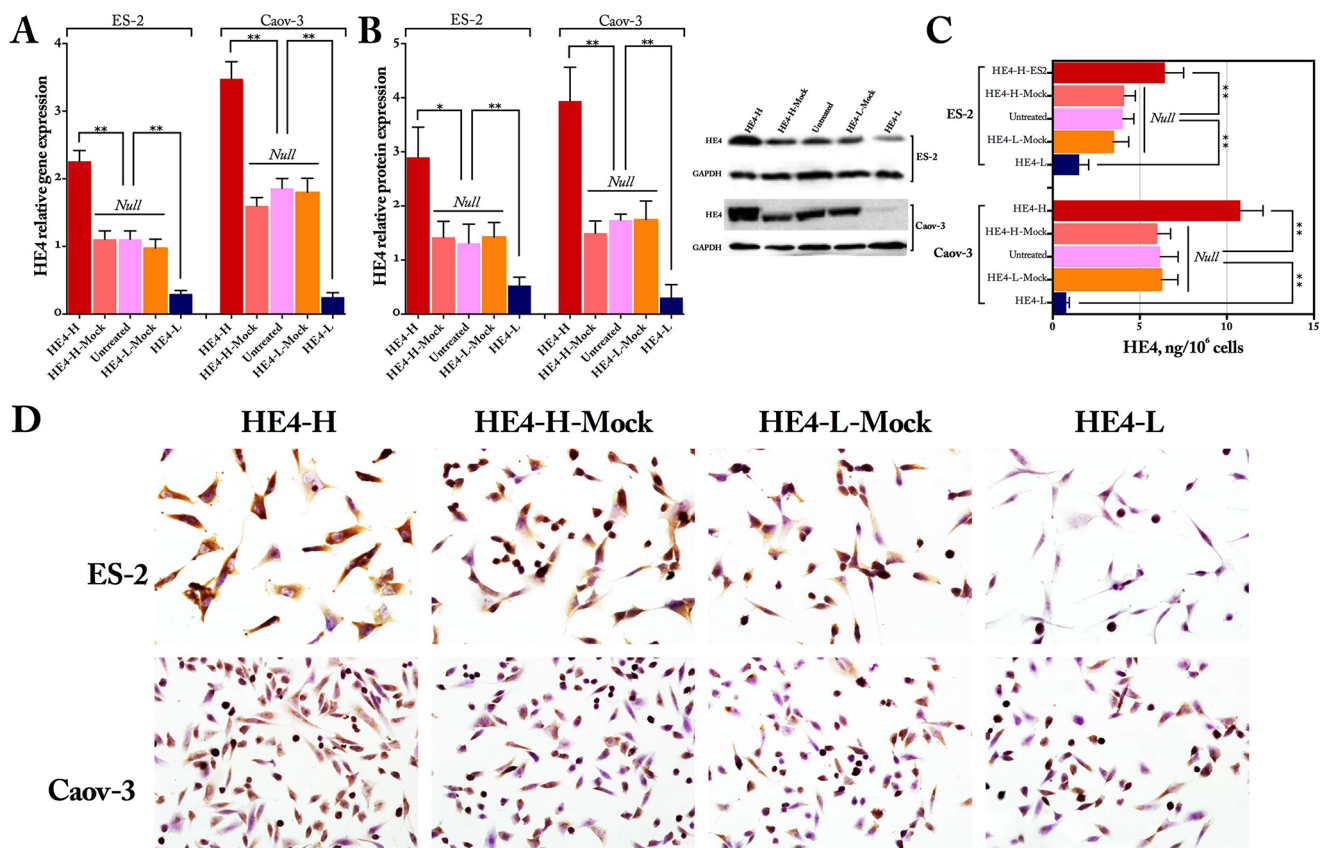 A
ES-2
Caov-3
HE4 relative gene expression
4
3
2
1
0
**
**
Null
**
**
Null
HE4-H
HE4-H-Mock
Untreated
HE4-L-Mock
HE4-L
HE4-H
HE4-H-Mock
Untreated
HE4-L-Mock
HE4-L
B
ES-2
Caov-3
HE4 relative protein expression
5
4
3
2
1
0
*
**
Null
**
**
Null
HE4-H
HE4-H-Mock
Untreated
HE4-L-Mock
HE4-L
HE4-H
HE4-H-Mock
Untreated
HE4-L-Mock
HE4-L
HE4-H
HE4-H-Mock
Untreated
HE4-L-Mock
HE4-L
HE4
GAPDH
ES-2
HE4
GAPDH
Caov-3
C
ES-2
HE4-H-ES2
HE4-H-Mock
Untreated
HE4-L-Mock
HE4-L
Null
**
**
Caov-3
HE4-H
HE4-H-Mock
Untreated
HE4-L-Mock
HE4-L
Null
**
**
0
5
10
15
HE4, ng/10⁶ cells
D
HE4-H
HE4-H-Mock
HE4-L-Mock
HE4-L
ES-2
Caov-3